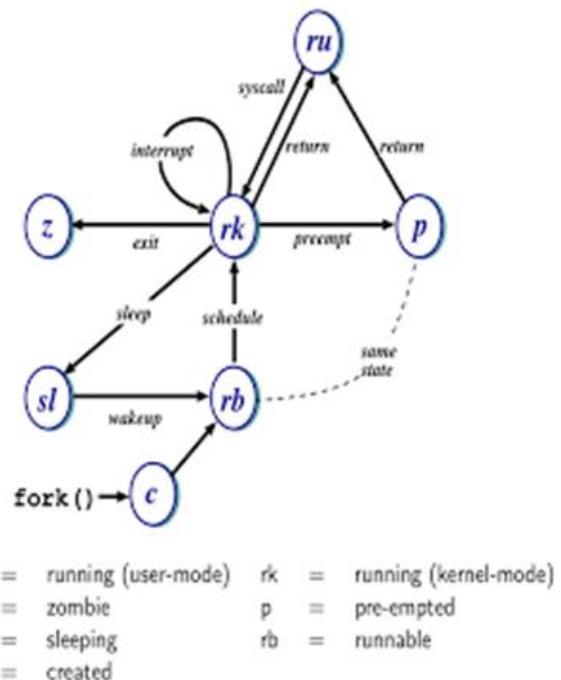 ru
syscall
interrupt
return
return
z
exit
rk
preempt
p
sleep
schedule
same
state
sl
wakeup
rb
fork()
c
= running (user-mode) rk = running (kernel-mode)
= zombie p = pre-empted
= sleeping rb = runnable
= created